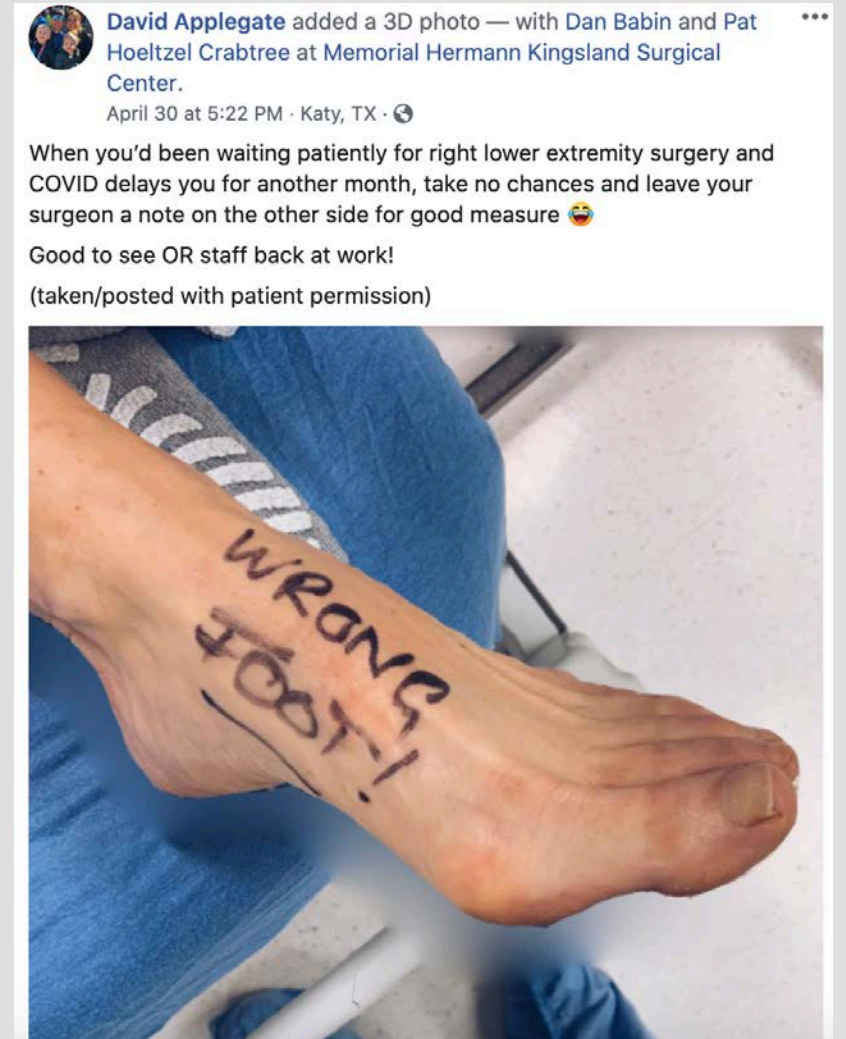 David Applegate added a 3D photo — with Dan Babin and Pat
Hoeltzel Crabtree at Memorial Hermann Kingsland Surgical
Center.
April 30 at 5:22 PM · Katy, TX ·
When you'd been waiting patiently for right lower extremity surgery and
COVID delays you for another month, take no chances and leave your
surgeon a note on the other side for good measure 😂
Good to see OR staff back at work!
(taken/posted with patient permission)
WRONG
FOOT!